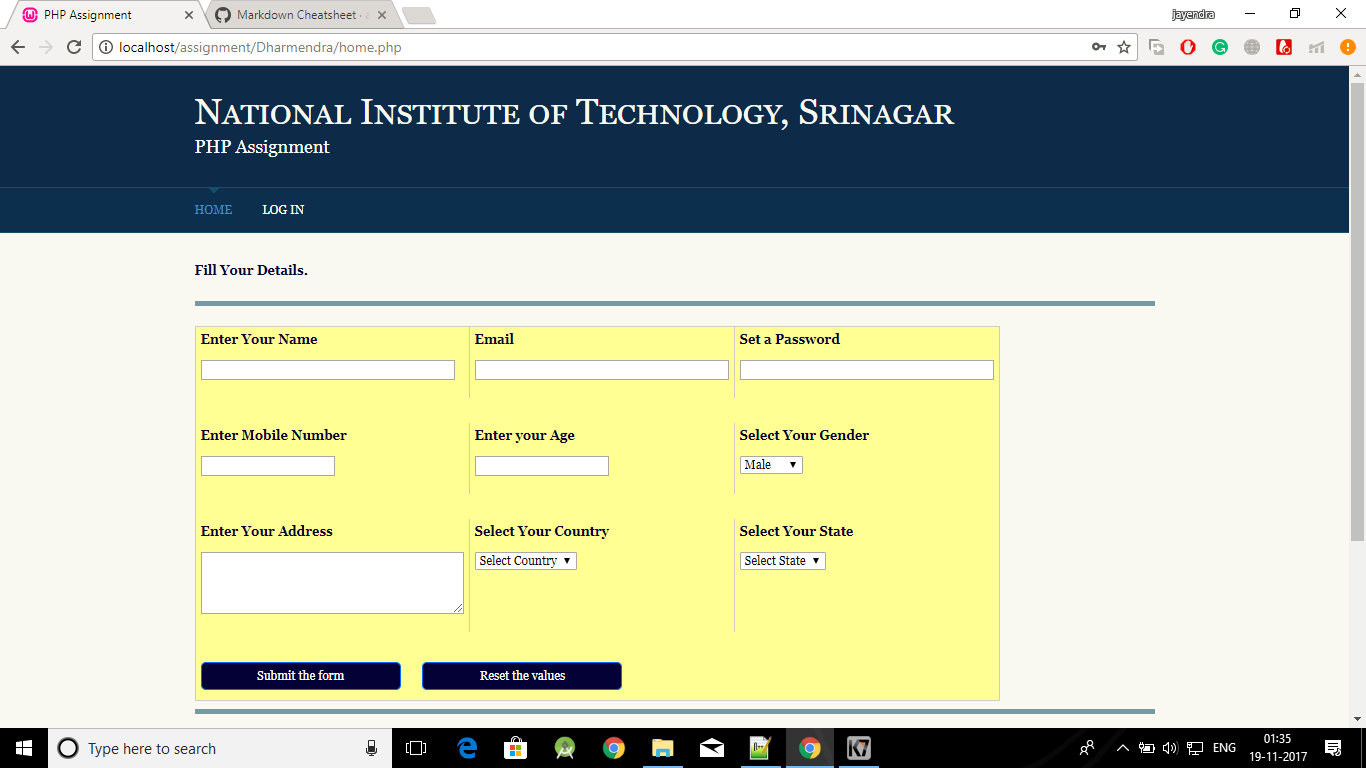 PHP Assignment
Markdown Cheatsheet
jayendra
localhost/assignment/Dharmendra/home.php
National Institute of Technology, Srinagar
PHP Assignment
HOME LOG IN
Fill Your Details.
Enter Your Name Email Set a Password
Enter Mobile Number Enter your Age Select Your Gender
Male
Enter Your Address Select Your Country Select Your State
Select Country Select State
Submit the form Reset the values
Type here to search
ENG
01:35
19-11-2017